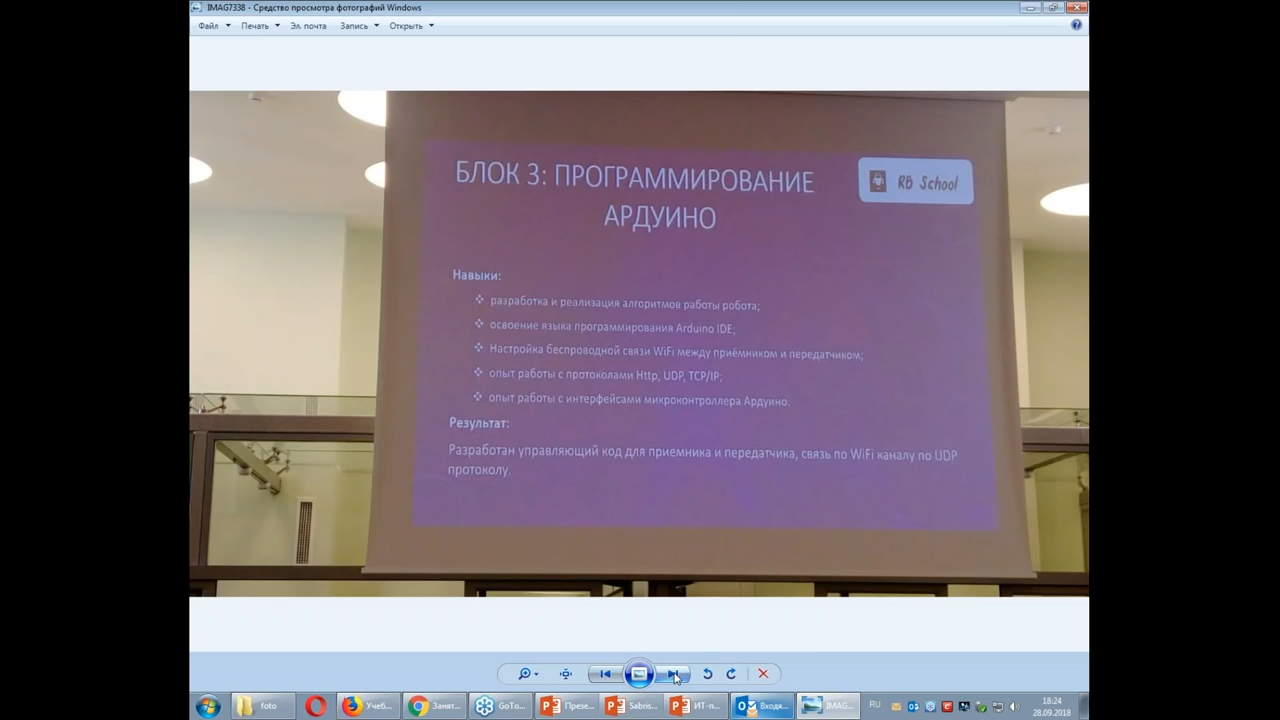 IMAG7338 - Средство просмотра фотографий Windows
Файл Печать Эл. почта Запись Открыть
БЛОК 3: ПРОГРАММИРОВАНИЕ
АРДУИНО
RB School
Навыки:
разработка и реализация алгоритмов работы робота;
освоение языка программирования Arduino IDE;
Настройка беспроводной связи WiFi между приёмником и передатчиком;
опыт работы с протоколами Http, UDP, TCP/IP;
опыт работы с интерфейсами микроконтроллера Ардуино.
Результат:
Разработан управляющий код для приемника и передатчика, связь по WiFi каналу по UDP
протоколу.
foto Учеб... Занят... GoTo... Презе... Sabris... ИТ-п... Входя... IMAG... RU 18:24
28.09.2018